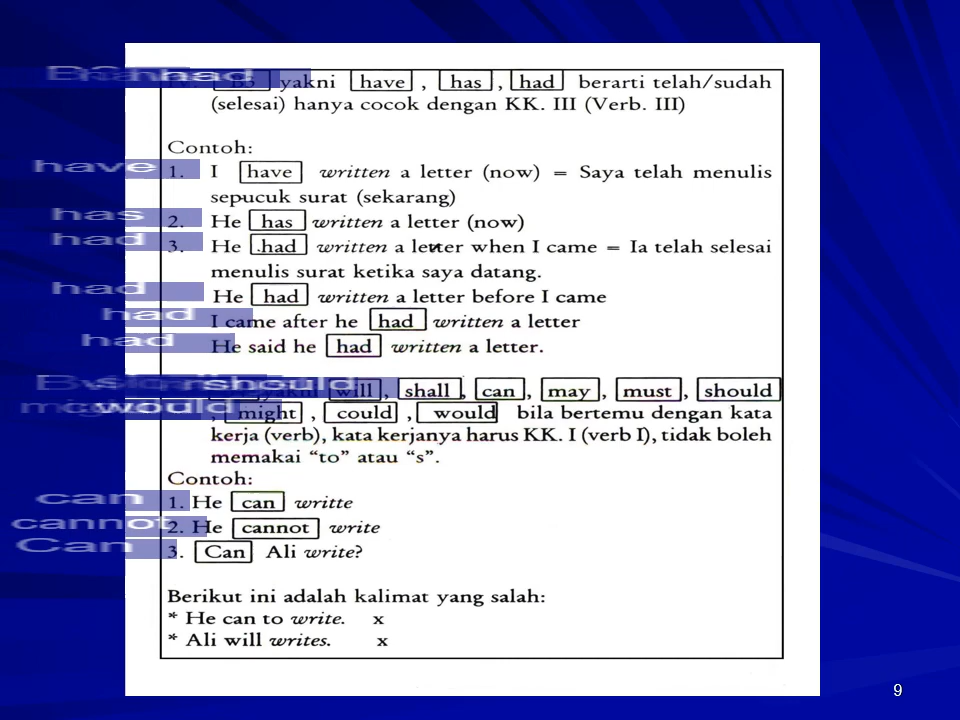 B3 yakni have , has , had berarti telah/sudah
(selesai) hanya cocok dengan KK. III (Verb. III)
Contoh:
1. I have written a letter (now) = Saya telah menulis
sepucuk surat (sekarang)
2. He has written a letter (now)
3. He had written a letter when I came = Ia telah selesai
menulis surat ketika saya datang.
He had written a letter before I came
I came after he had written a letter
He said he had written a letter.
yakni will , shall , can , may , must , should
, might , could , would bila bertemu dengan kata
kerja (verb), kata kerjanya harus KK. I (verb I), tidak boleh
memakai “to” atau “s”.
Contoh:
1. He can writte
2. He cannot write
3. Can Ali write?
Berikut ini adalah kalimat yang salah:
* He can to write. x
* Ali will writes. x
had
have
has
had
had
had
had
should
would
can
cannot
Can
9